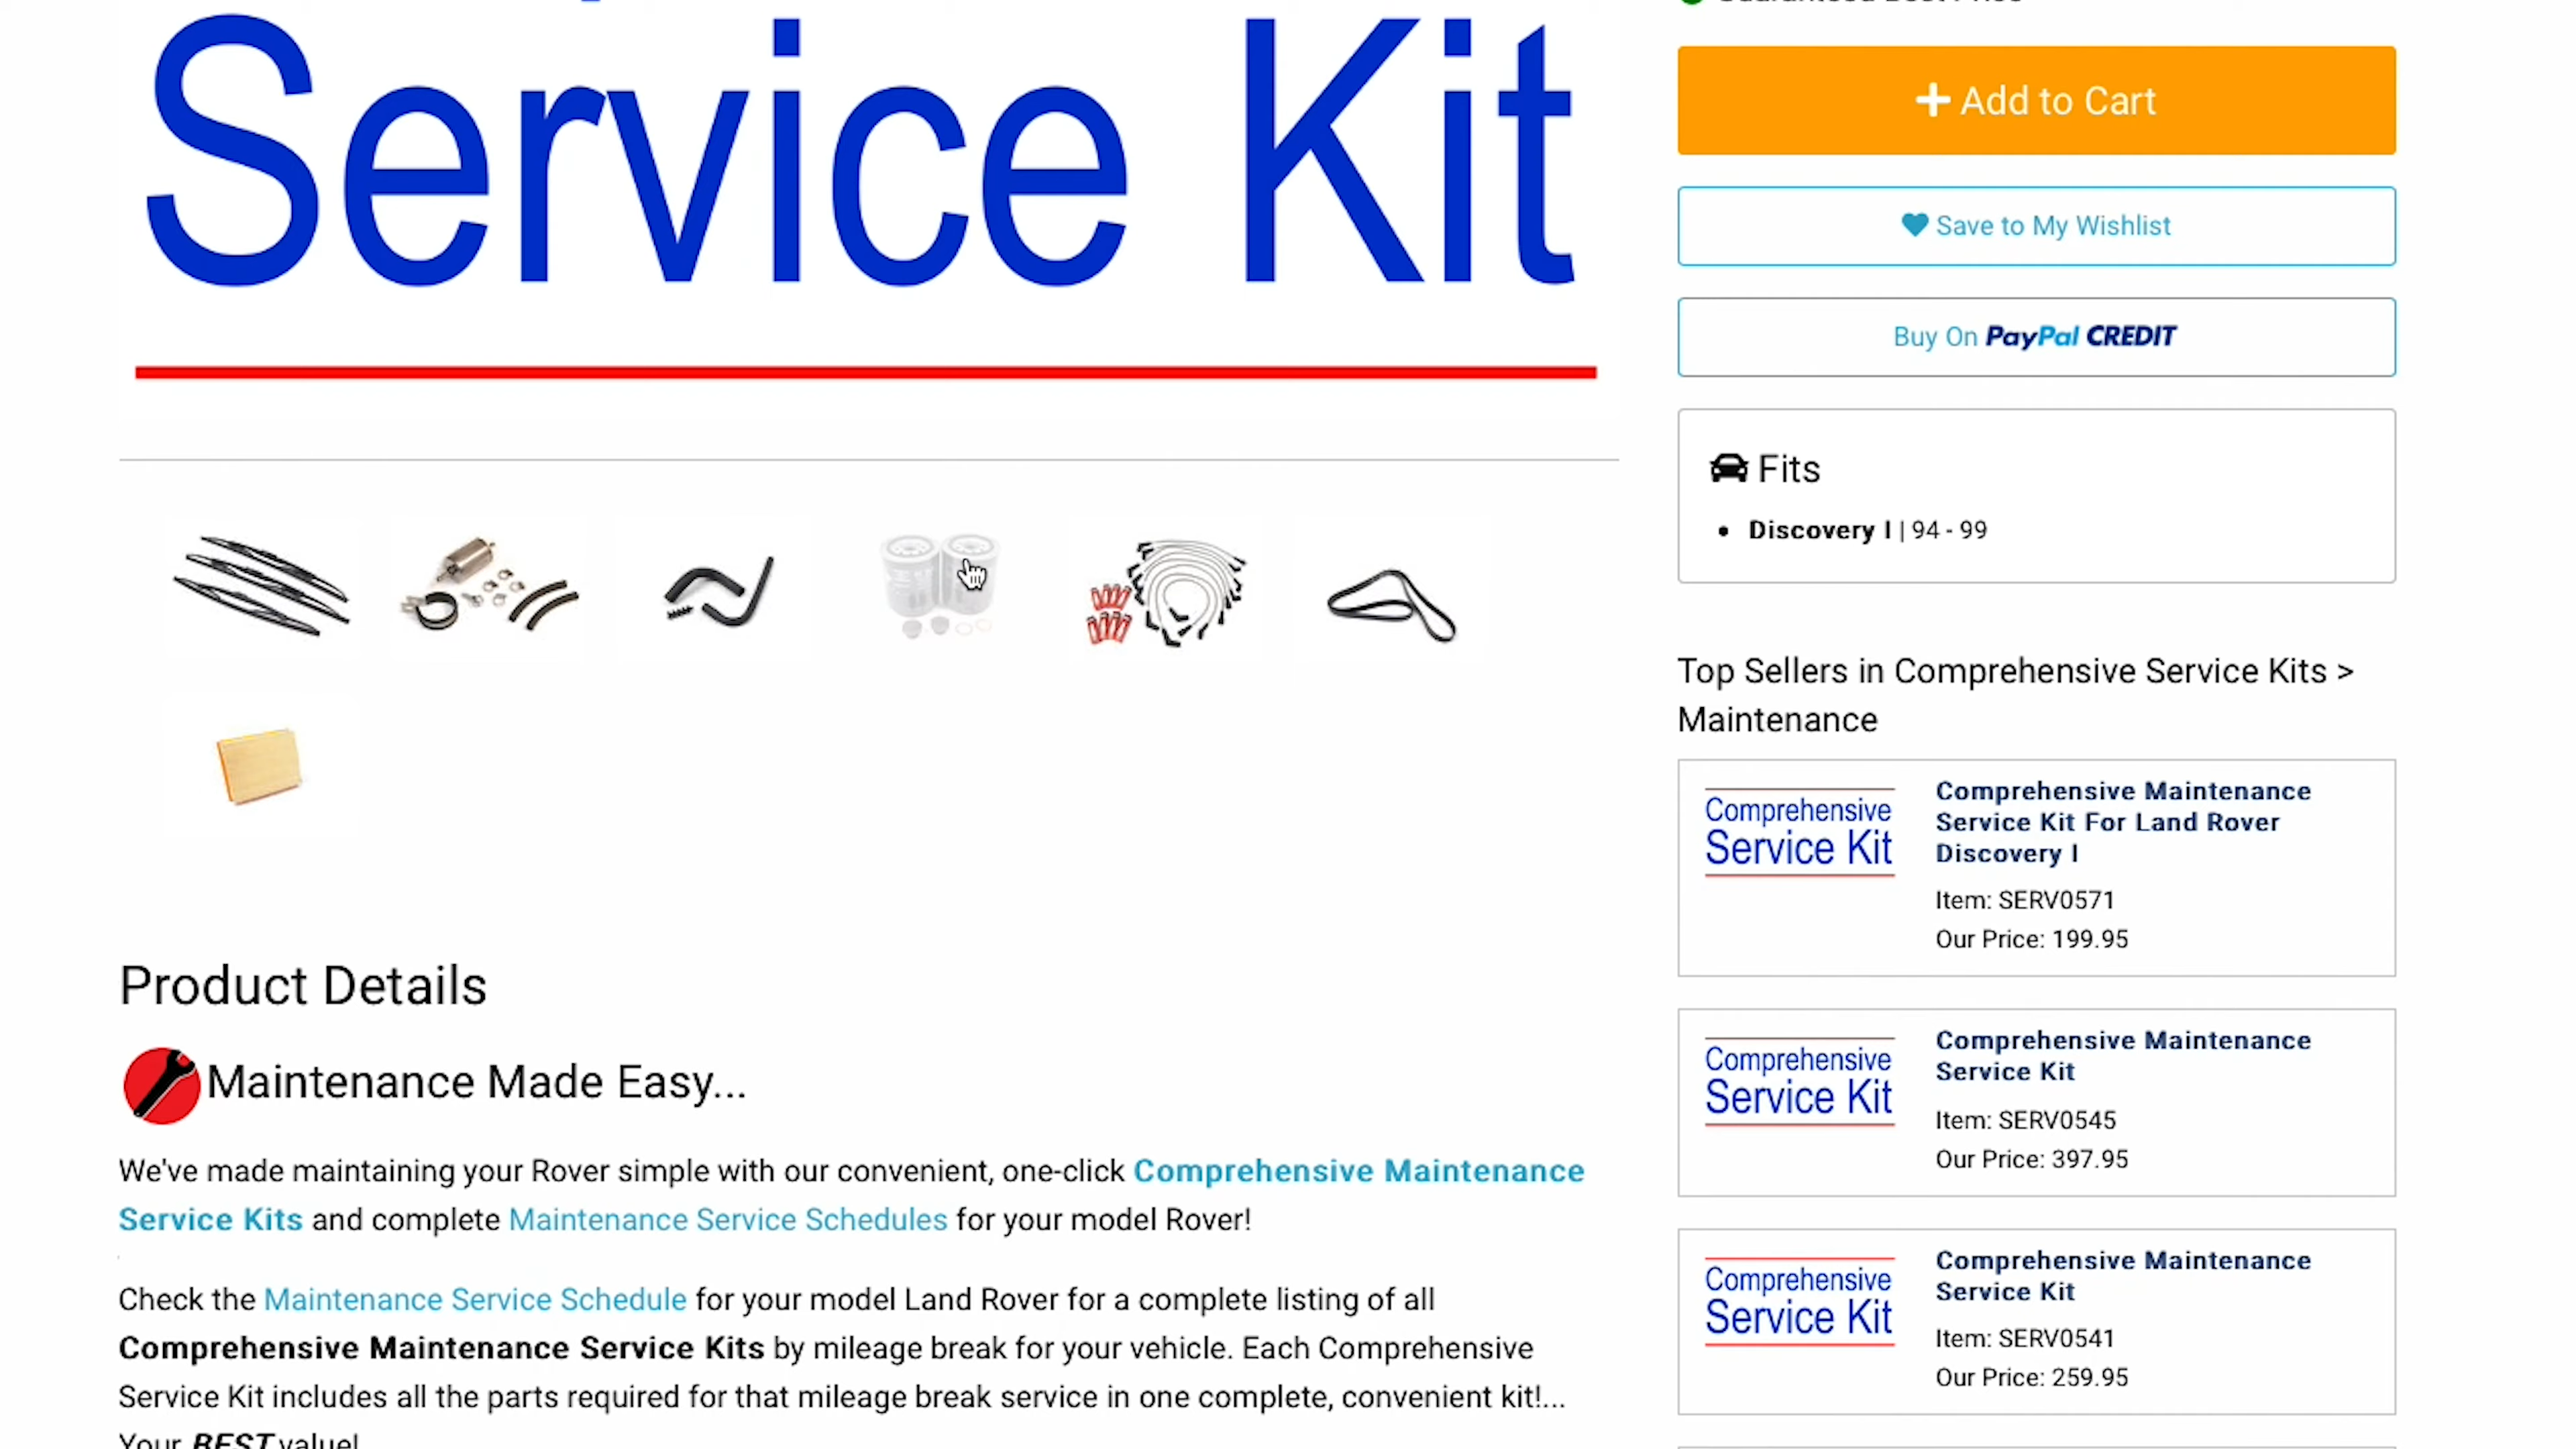 Service Kit
Guaranteed Best Price
Add to Cart
Save to My Wishlist
Buy On PayPal CREDIT
Fits
Discovery I | 94 - 99
Top Sellers in Comprehensive Service Kits >
Maintenance
Comprehensive
Service Kit
Comprehensive Maintenance
Service Kit For Land Rover
Discovery I
Item: SERV0571
Our Price: 199.95
Comprehensive
Service Kit
Comprehensive Maintenance
Service Kit
Item: SERV0545
Our Price: 397.95
Comprehensive
Service Kit
Comprehensive Maintenance
Service Kit
Item: SERV0541
Our Price: 259.95
Product Details
Maintenance Made Easy...
We've made maintaining your Rover simple with our convenient, one-click Comprehensive Maintenance
Service Kits and complete Maintenance Service Schedules for your model Rover!
Check the Maintenance Service Schedule for your model Land Rover for a complete listing of all
Comprehensive Maintenance Service Kits by mileage break for your vehicle. Each Comprehensive
Service Kit includes all the parts required for that mileage break service in one complete, convenient kit!...
Your BEST value!